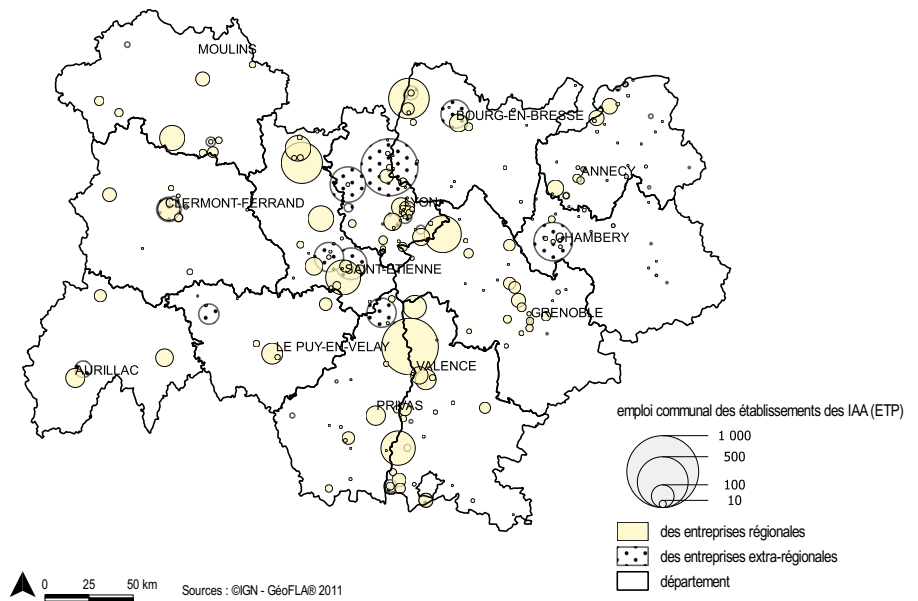 MOULINS
BOURG-EN-BRESSE
ANNECY
CLERMONT-FERRAND
LYON
CHAMBERY
SAINT-ETIENNE
GRENOBLE
LE PUY-EN-VELAY
AURILLAC
VALENCE
PRIVAS
emploi communal des établissements des IAA (ETP)
1 000
500
100
10
des entreprises régionales
des entreprises extra-régionales
département
0 25 50 km
Sources : ©IGN - GéoFLA® 2011